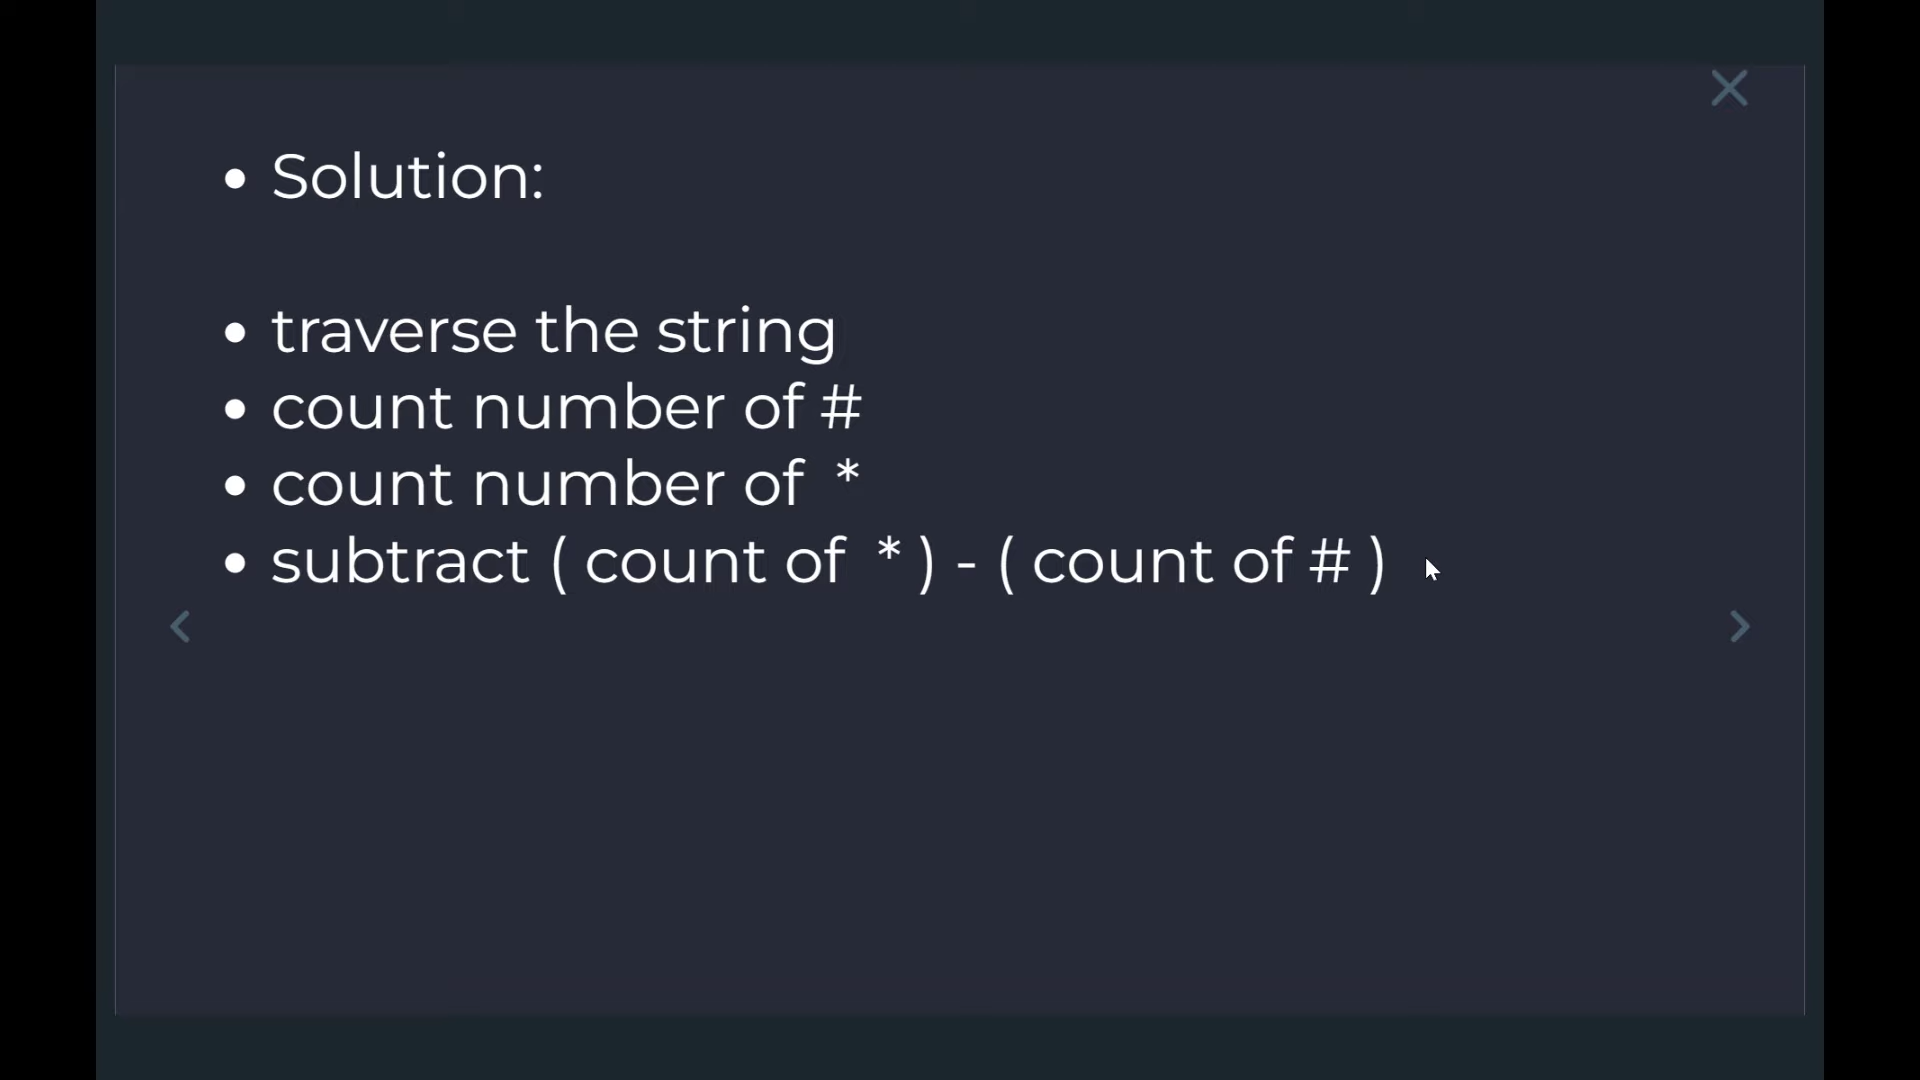 • Solution:
• traverse the string
• count number of #
• count number of *
• subtract ( count of * ) - ( count of # )